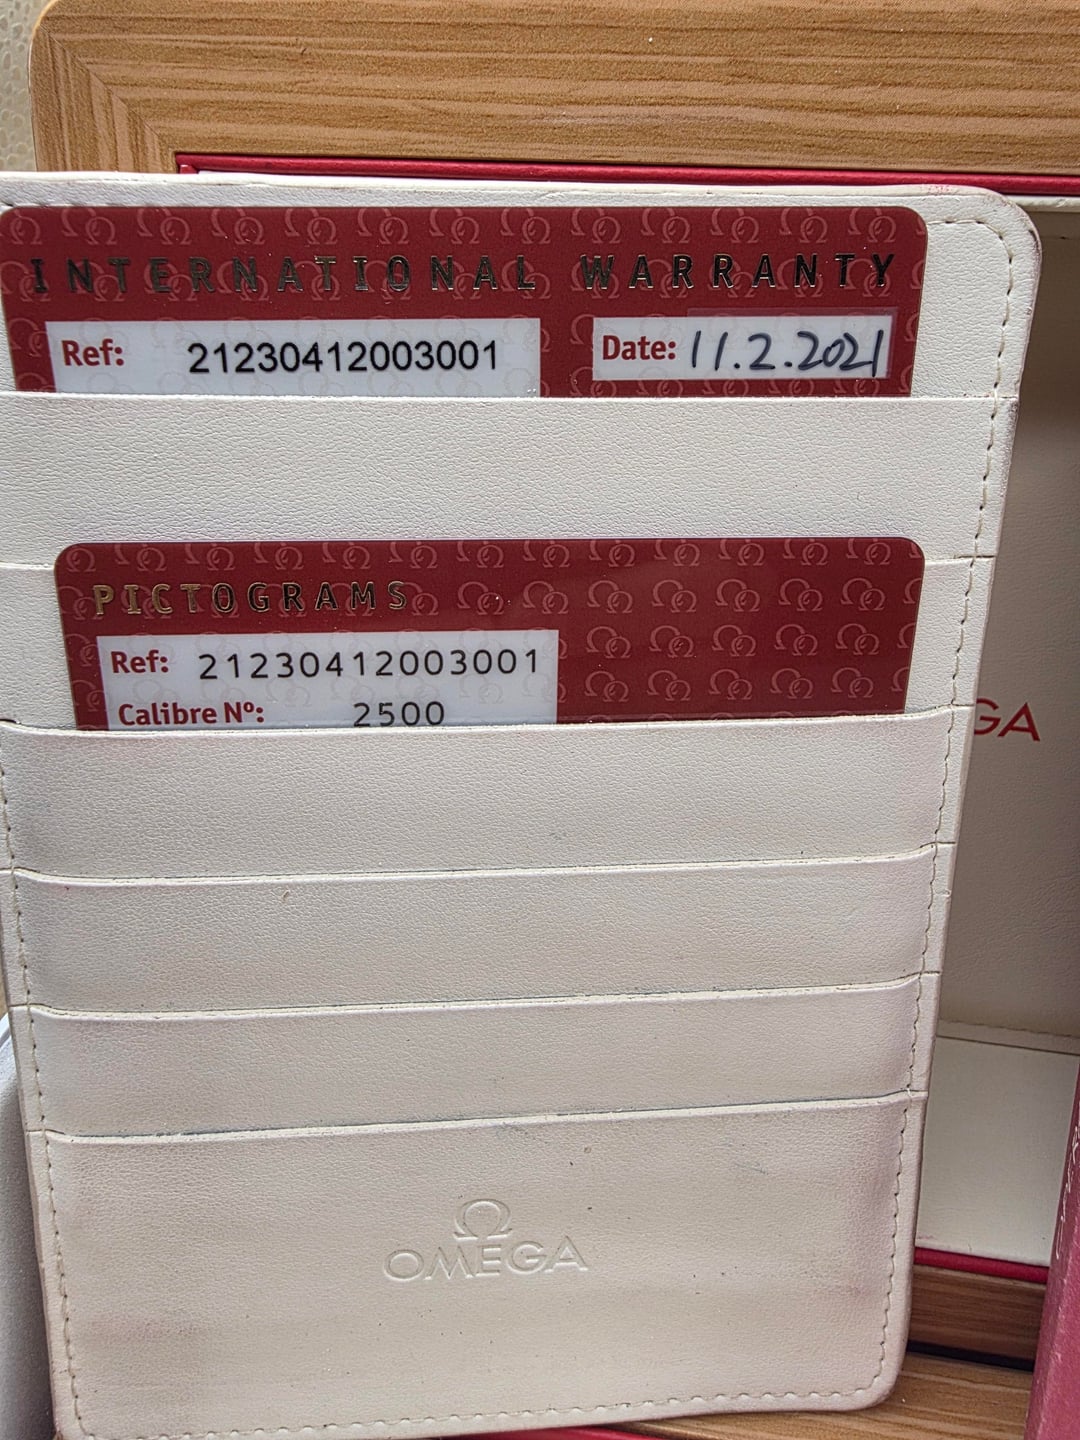 INTERNATIONAL WARRANTY
Ref: 21230412003001 Date: 11.2.2021
PICTOGRAMS
Ref: 21230412003001
Calibre Nº: 2500
GA
OMEGA